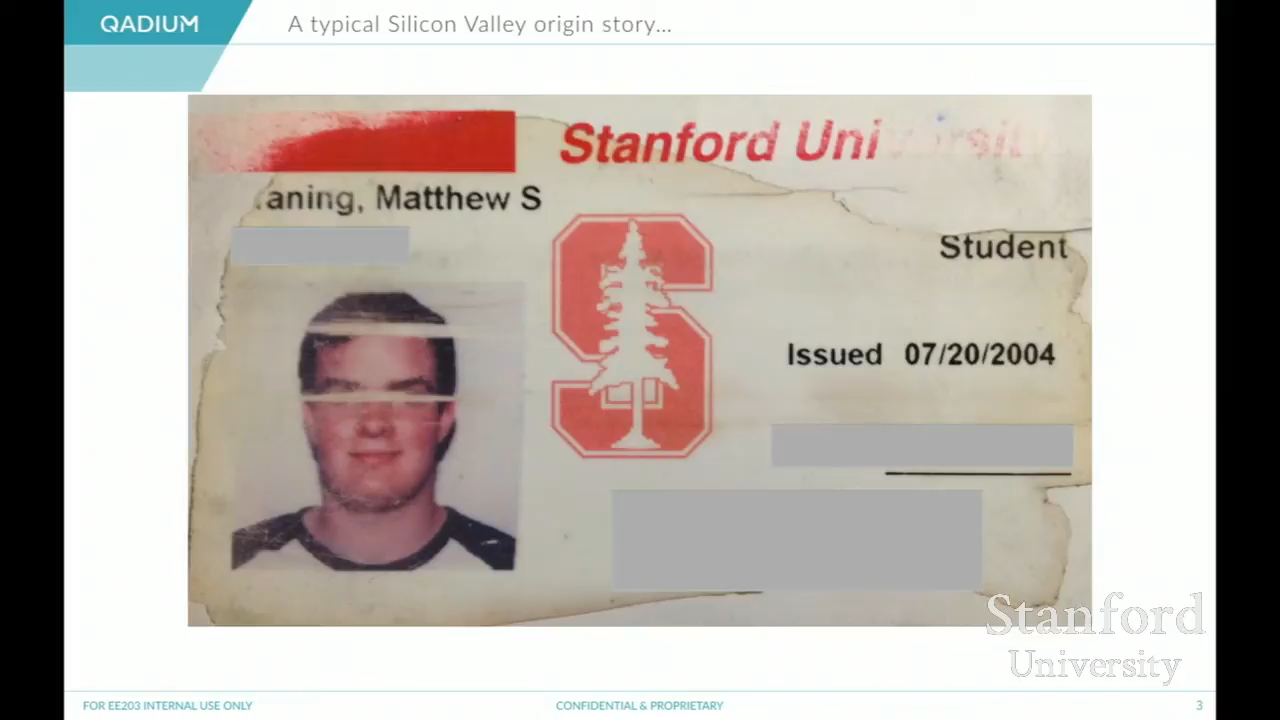 QADIUM
A typical Silicon Valley origin story...
Stanford University
aning, Matthew S
Student
Issued 07/20/2004
Stanford
University
FOR EE203 INTERNAL USE ONLY
CONFIDENTIAL & PROPRIETARY
3